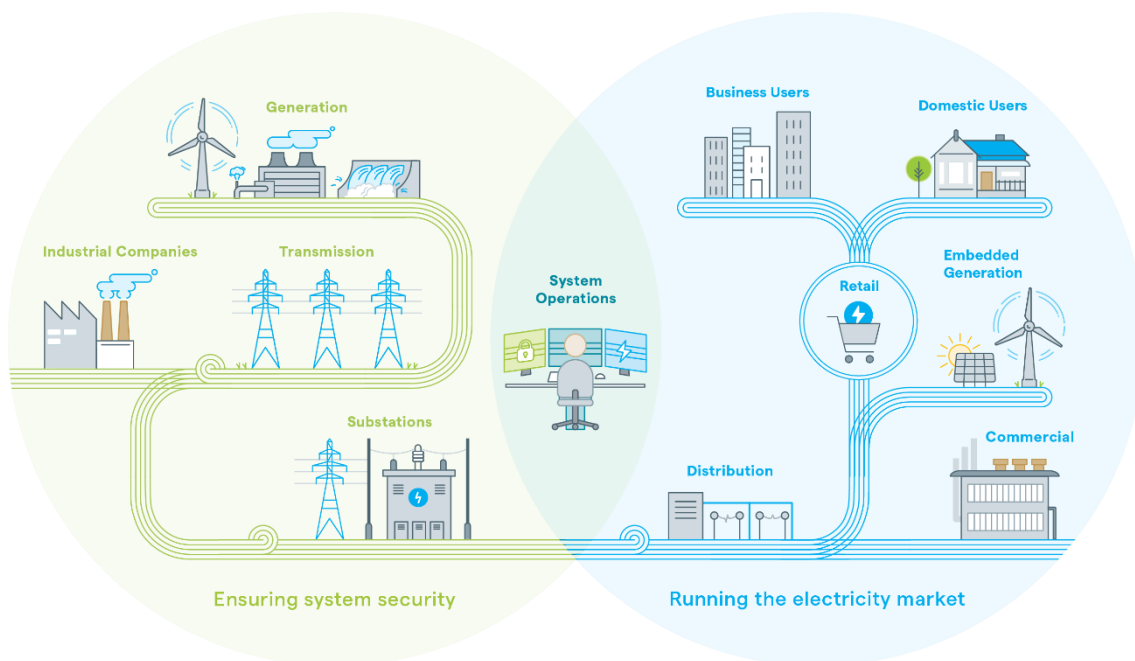 Generation
Industrial Companies
Transmission
Substations
Ensuring system security
System
Operations
Business Users
Domestic Users
Retail
Embedded
Generation
Distribution
Commercial
Running the electricity market